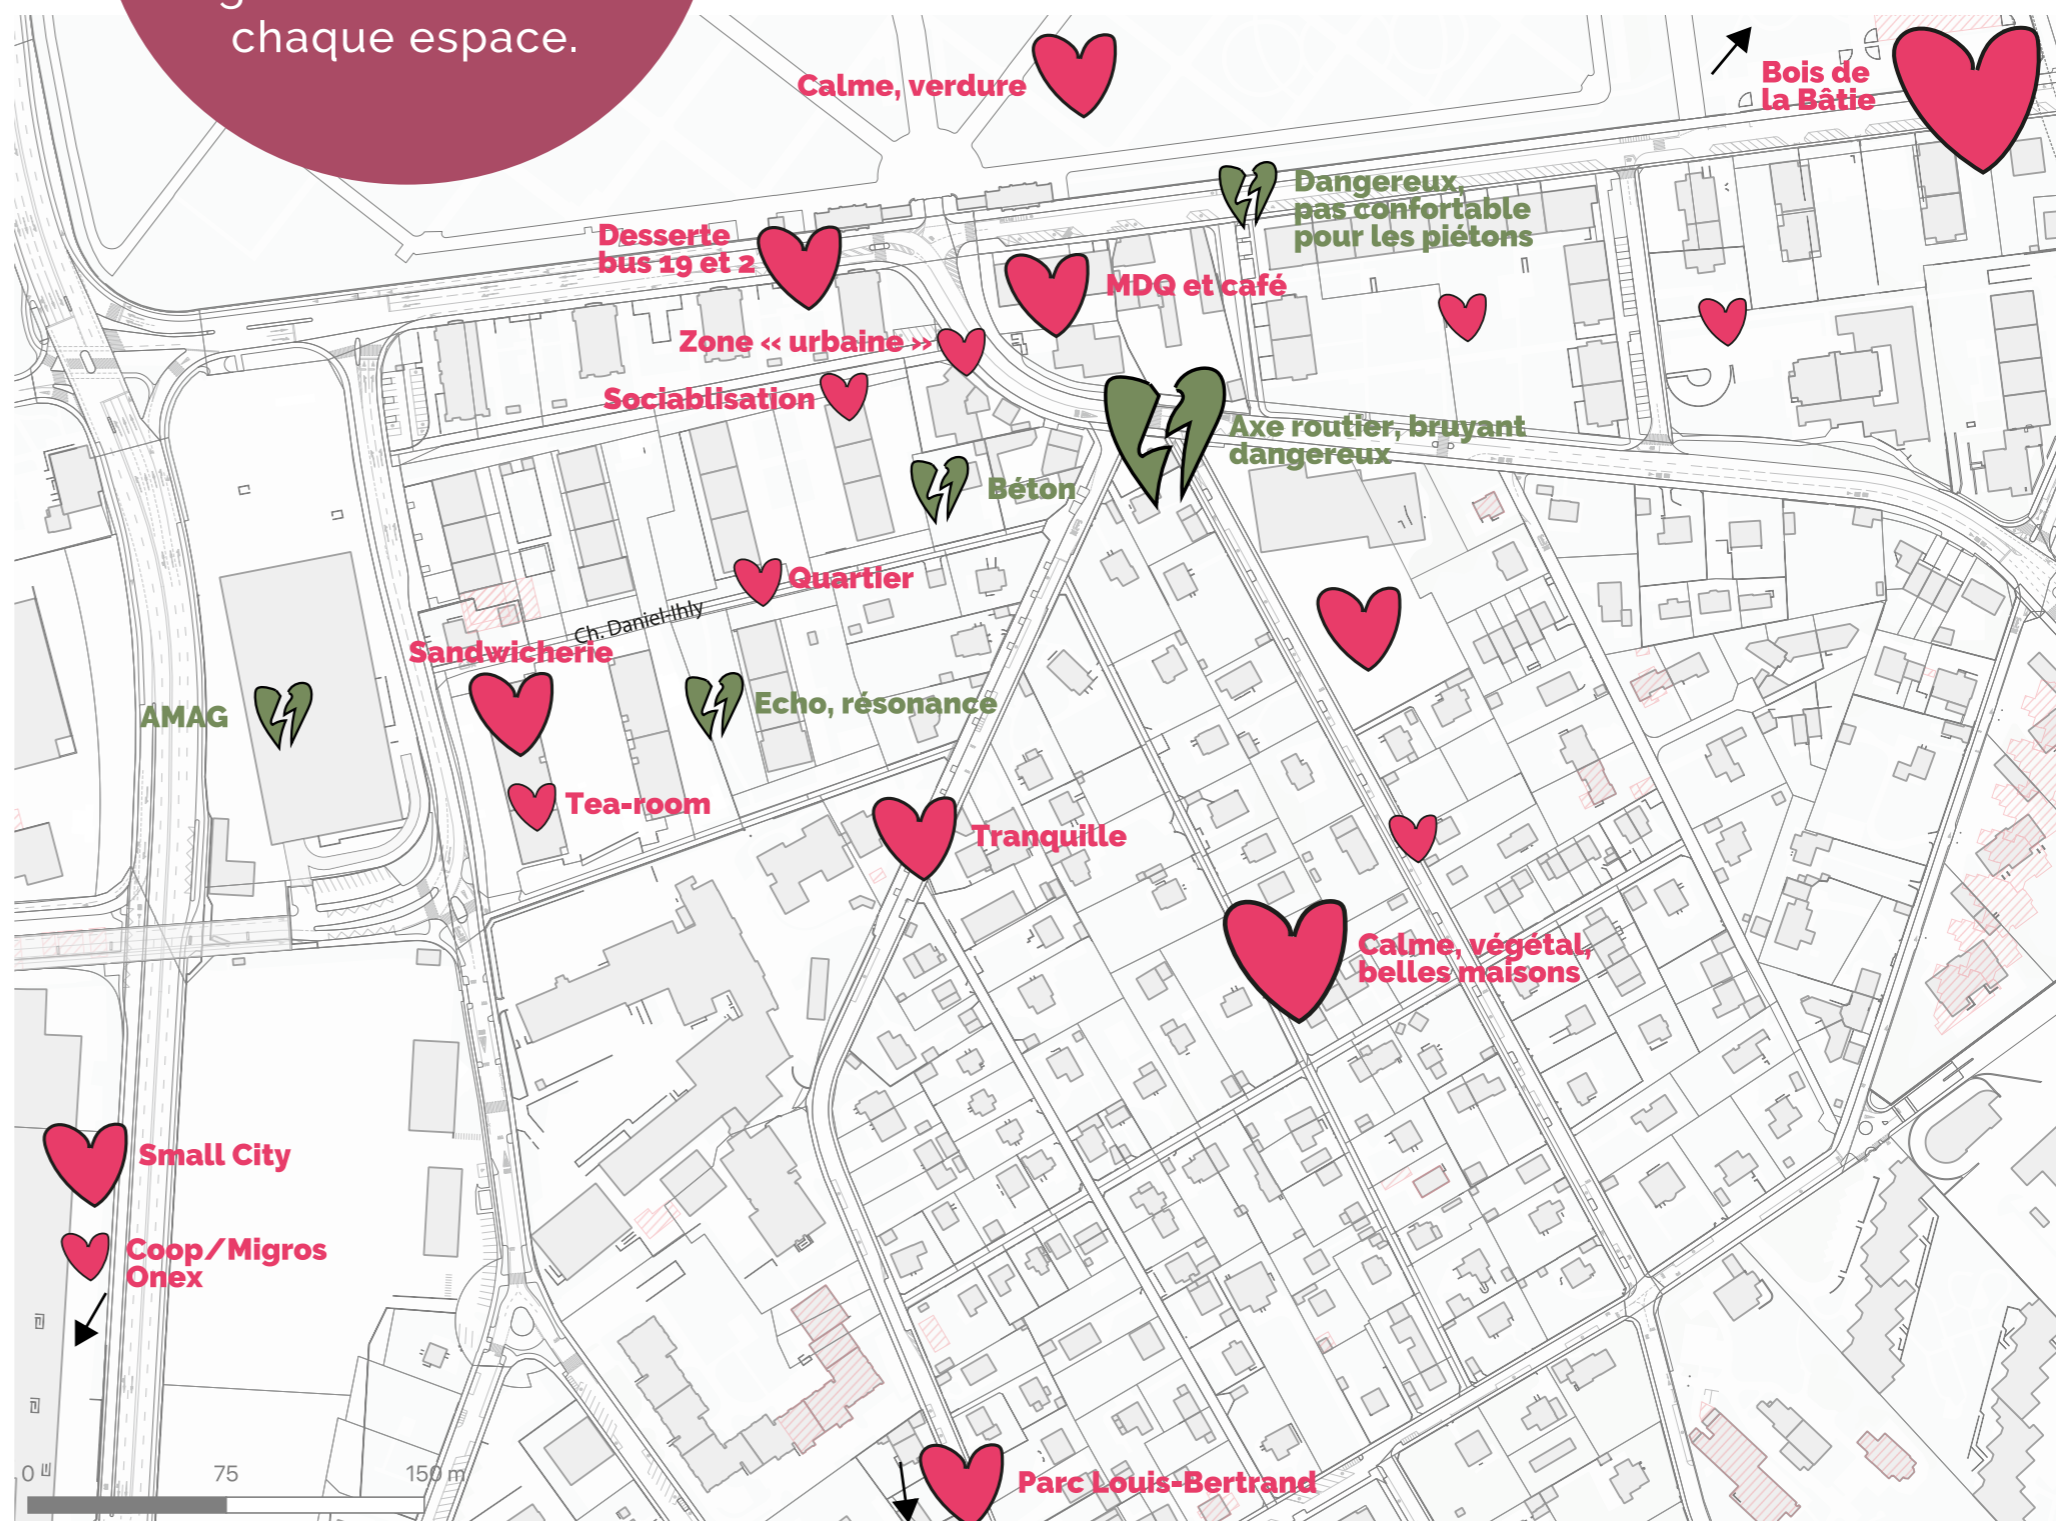 chaque espace.
Calme, verdure
Bois de
la Bâtie
Dangereux,
pas confortable
pour les piétons
Desserte
bus 19 et 2
MDQ et café
Zone « urbaine »
Sociablisation
Axe routier, bruyant
dangereux
Béton
Quartier
Ch. Daniel-Ihly
Sandwicherie
AMAG
Echo, résonance
Tea-room
Tranquille
Calme, végétal,
belles maisons
Small City
Coop/Migros
Onex
0 75 150 m
Parc Louis-Bertrand